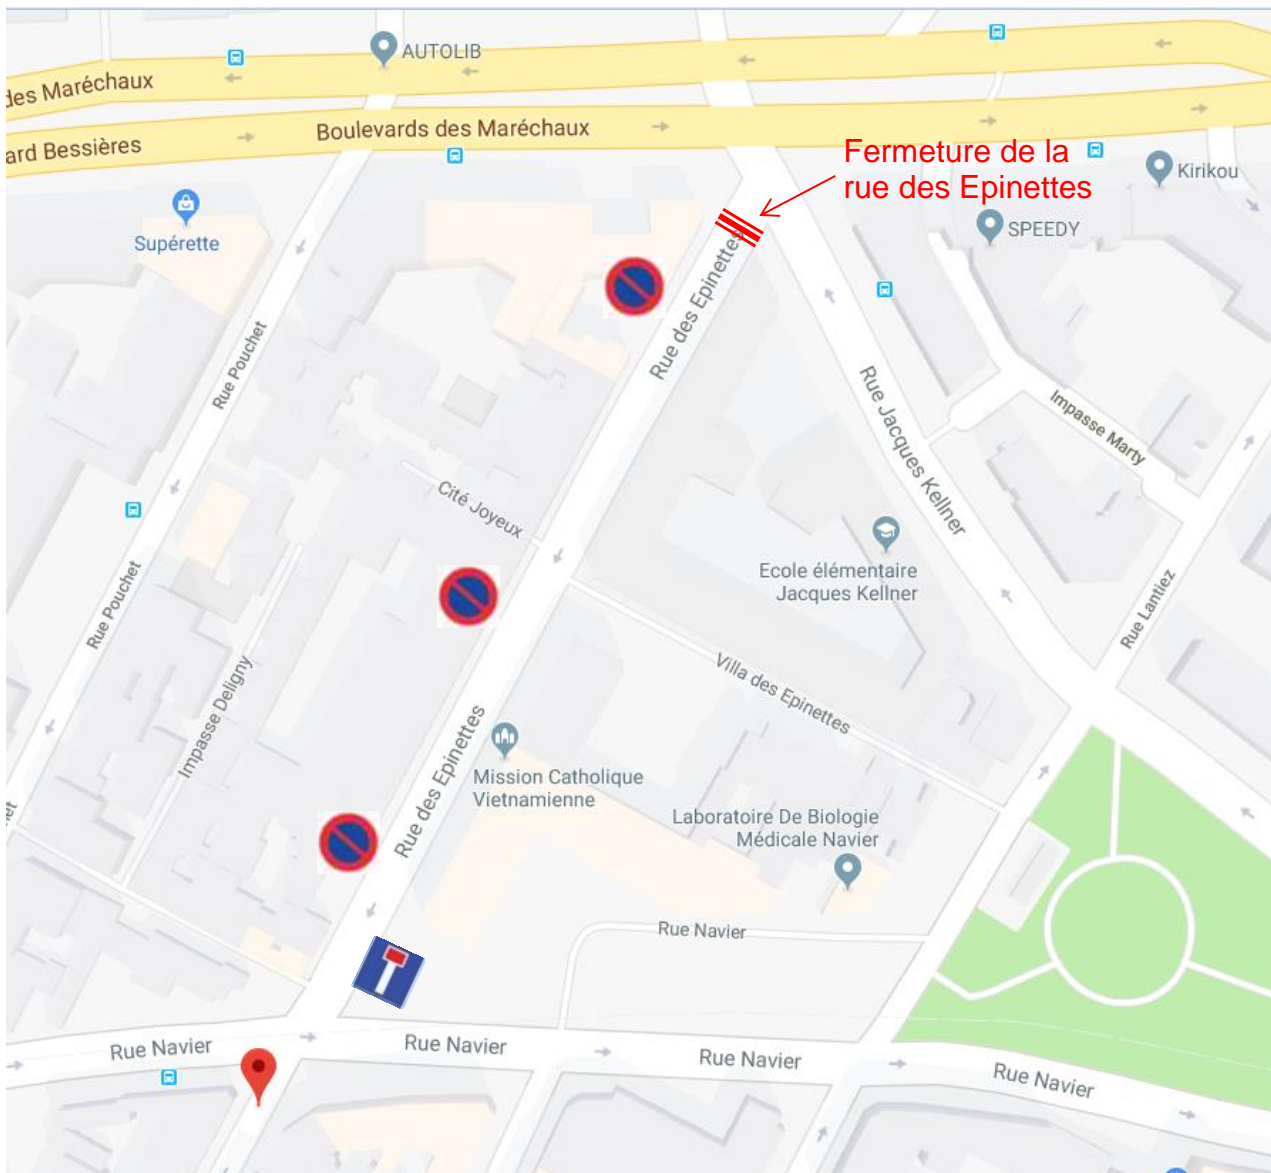 AUTOLIB
des Maréchaux
Boulevards des Maréchaux
ard Bessières
Fermeture de la
rue des Epinettes
Kirikou
Supérette
SPEEDY
Rue des Epinettes
Rue Pouchet
Rue Jacques Kellner
Impasse Marty
Cité Joyeux
Ecole élémentaire
Jacques Kellner
Rue Pouchet
Rue Lantiez
Impasse Deligny
Villa des Epinettes
Rue des Epinettes
Mission Catholique
Vietnamienne
Laboratoire De Biologie
Médicale Navier
het
Rue Navier
Rue Navier
Rue Navier
Rue Navier
Rue Navier